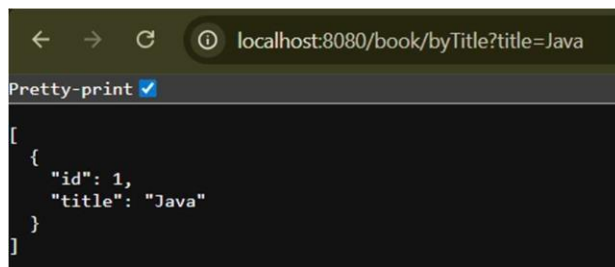 localhost:8080/book/byTitle?title=Java
Pretty-print
[
  {
    "id": 1,
    "title": "Java"
  }
]